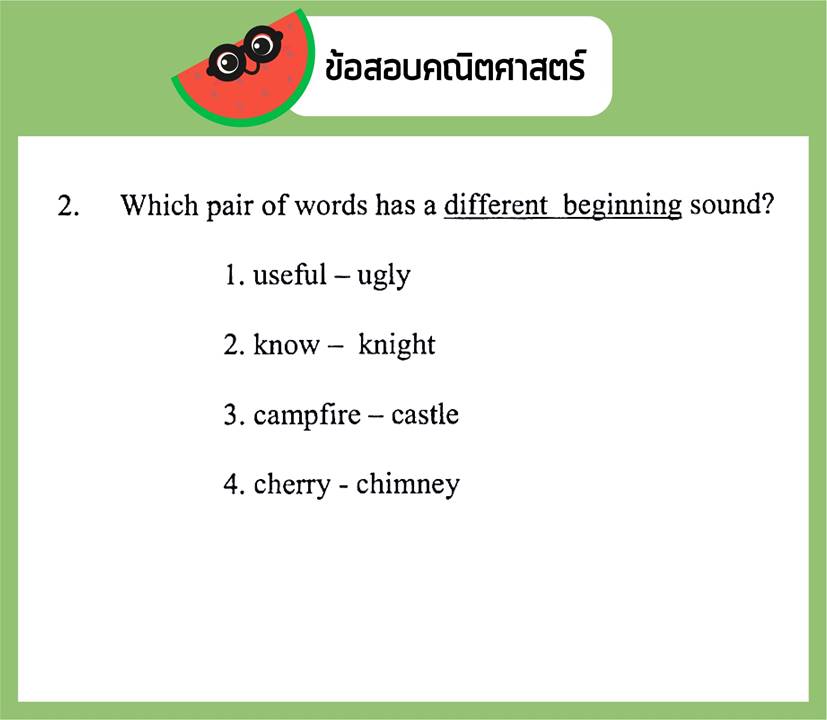 ข้อสอบคณิตศาสตร์
2. Which pair of words has a different beginning sound?
1. useful – ugly
2. know – knight
3. campfire – castle
4. cherry - chimney